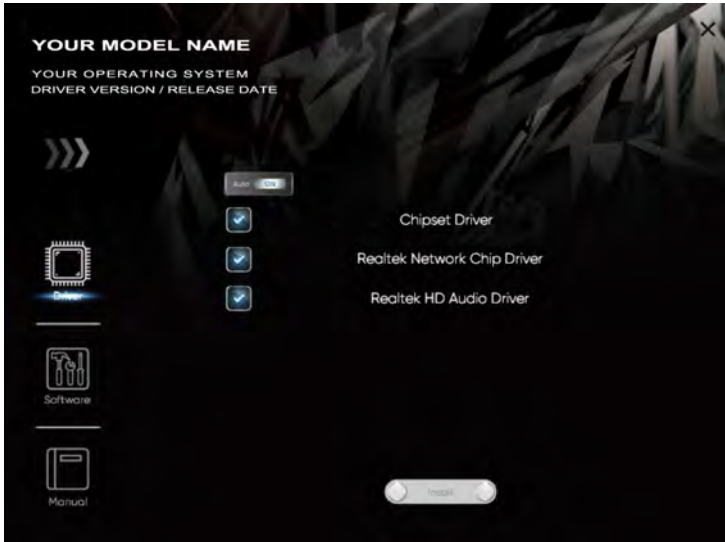 YOUR MODEL NAME
YOUR OPERATING SYSTEM
DRIVER VERSION / RELEASE DATE
Auto ON
Chipset Driver
Realtek Network Chip Driver
Realtek HD Audio Driver
Driver
Software
Manual
Install